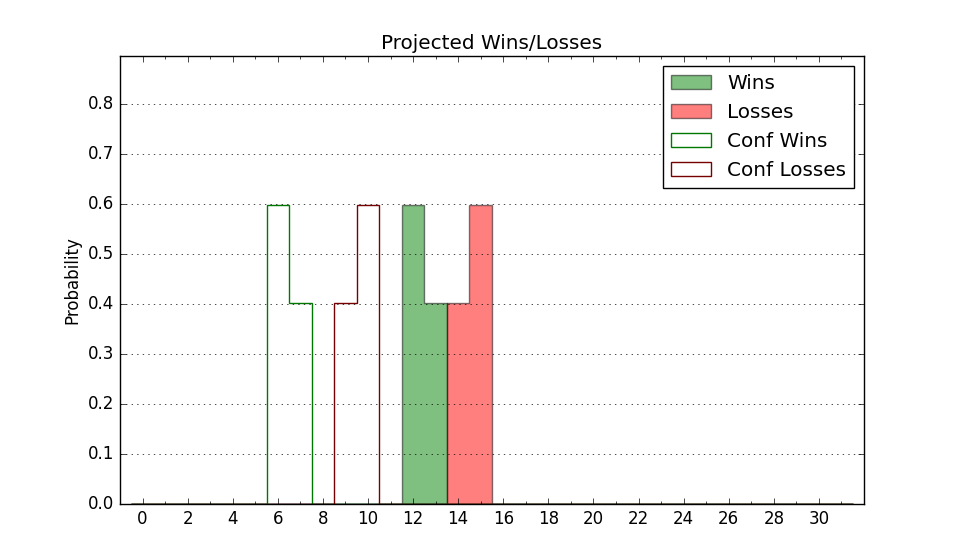 Projected Wins/Losses
Wins
Losses
Conf Wins
Conf Losses
Probability
0.8
0.7
0.6
0.5
0.4
0.3
0.2
0.1
0.0
0 2 4 6 8 10 12 14 16 18 20 22 24 26 28 30